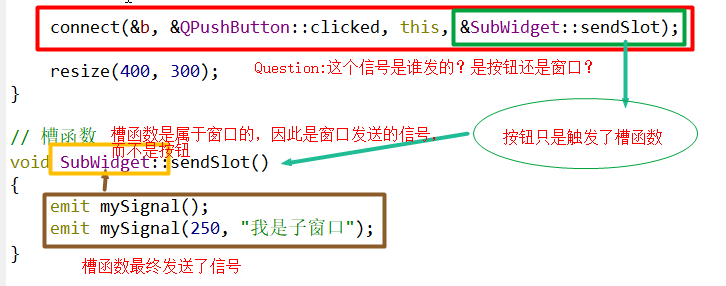 connect(&b, &QPushButton::clicked, this, &SubWidget::sendSlot);
resize(400, 300);
Question:这个信号是谁发的？是按钮还是窗口？
}
// 槽函数
槽函数是属于窗口的，因此是窗口发送的信号，
而不是按钮
按钮只是触发了槽函数
void SubWidget::sendSlot()
{
emit mySignal();
emit mySignal(250, "我是子窗口");
}
槽函数最终发送了信号